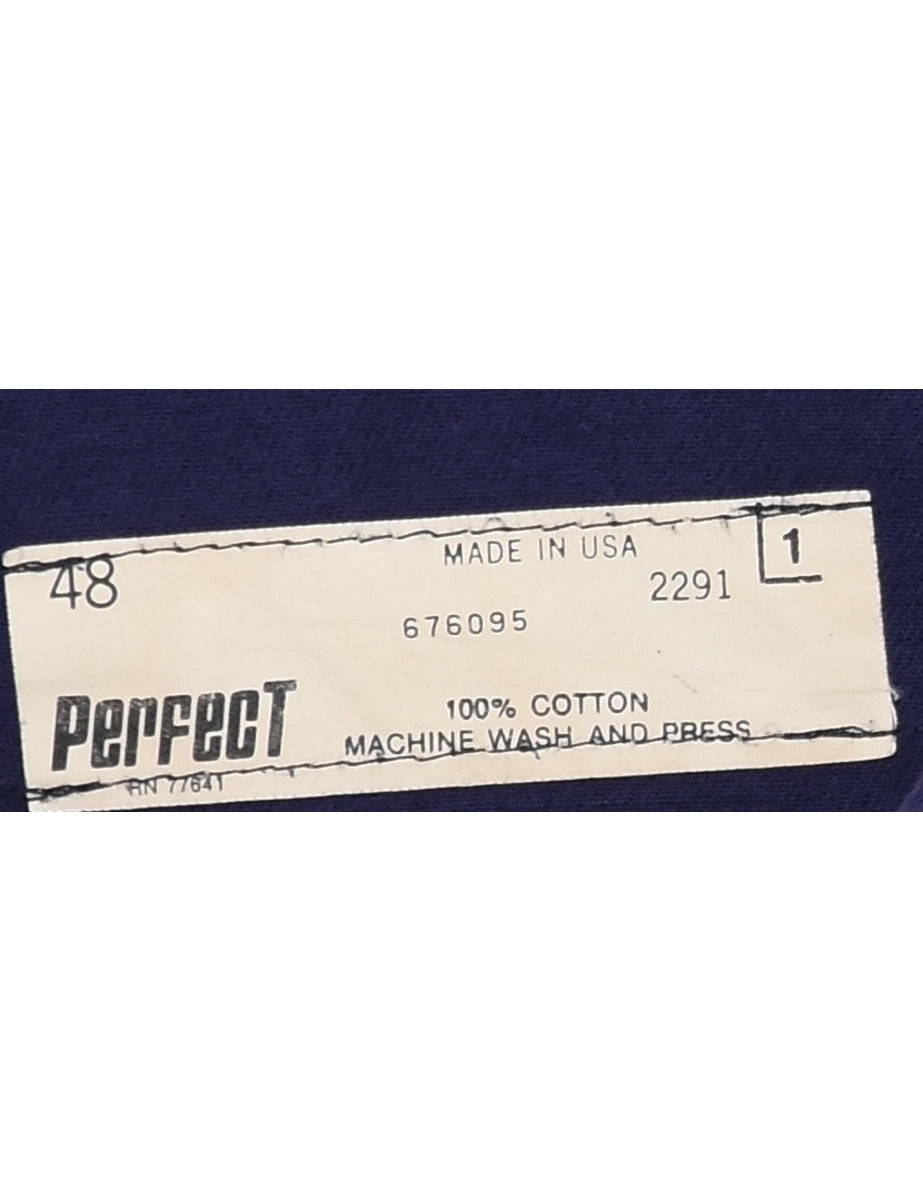 MADE IN USA
1
48
2291
676095
PerFecT
100% COTTON
MACHINE WASH AND PRESS
RN 77641